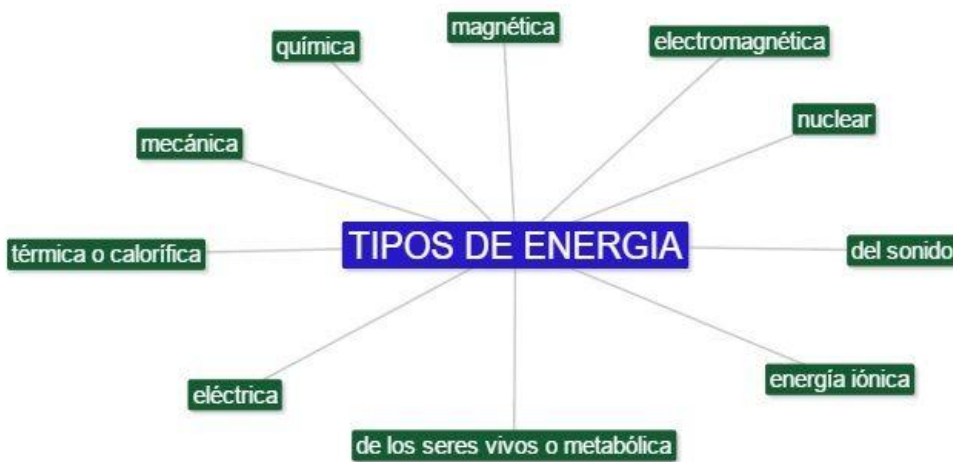 magnética
electromagnética
química
nuclear
mecánica
TIPOS DE ENERGIA
térmica o calorífica
del sonido
energía iónica
eléctrica
de los seres vivos o metabólica